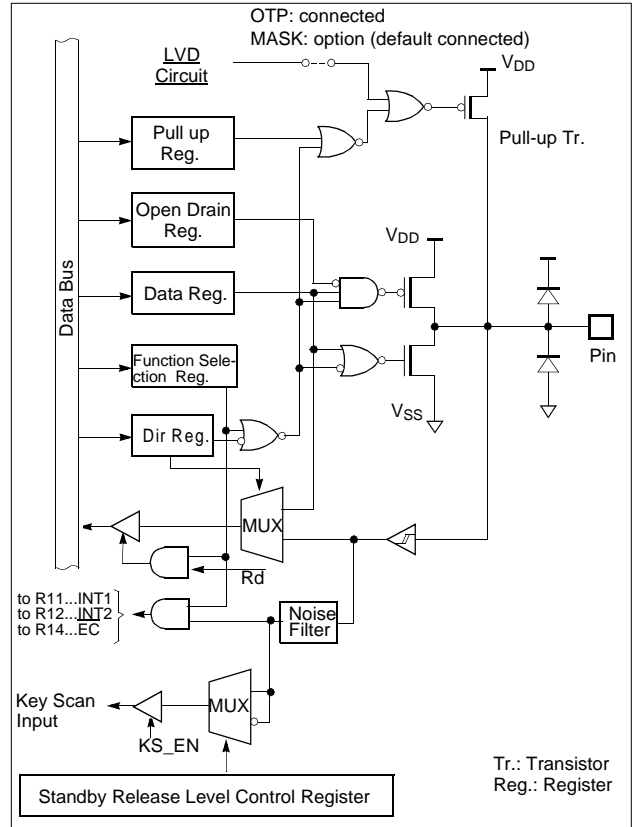 OTP: connected
MASK: option (default connected)
LVD
Circuit
VDD
Pull-up Tr.
Pull up
Reg.
Open Drain
Reg.
VDD
Data Bus
Data Reg.
Pin
Function Sele-
ction Reg.
VSS
Dir Reg.
MUX
Rd
to R11...INT1
to R12...INT2
to R14...EC
Noise
Filter
Key Scan
Input
MUX
KS_EN
Tr.: Transistor
Reg.: Register
Standby Release Level Control Register